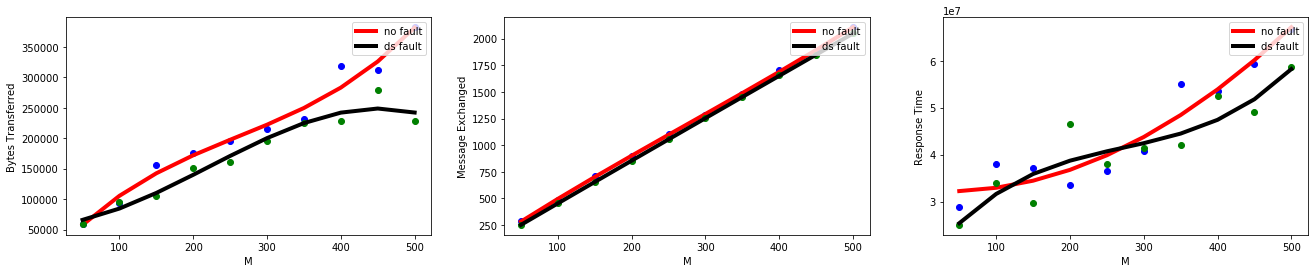 Bytes Transferred
350000
300000
250000
200000
150000
100000
50000
100
200
300
400
500
M
no fault
ds fault
Message Exchanged
2000
1750
1500
1250
1000
750
500
250
100
200
300
400
500
M
no fault
ds fault
1e7
Response Time
6
5
4
3
100
200
300
400
500
M
no fault
ds fault